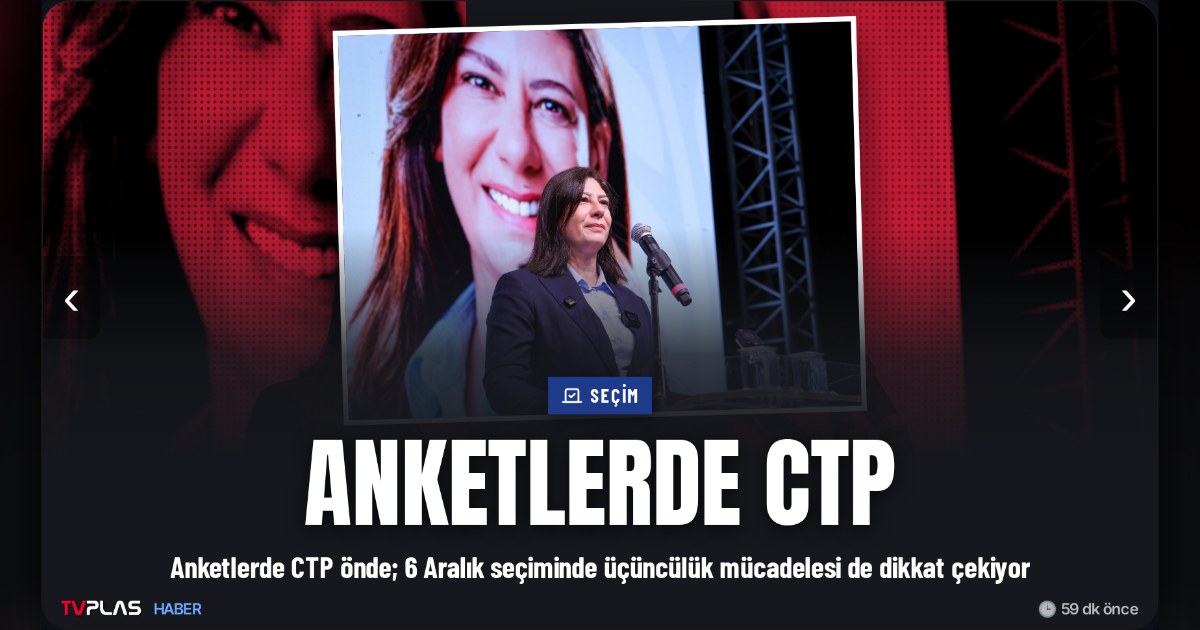 SEÇİM
ANKETLERDE CTP
Anketlerde CTP önde; 6 Aralık seçiminde üçüncülük mücadelesi de dikkat çekiyor
TVPLAS HABER
59 dk önce